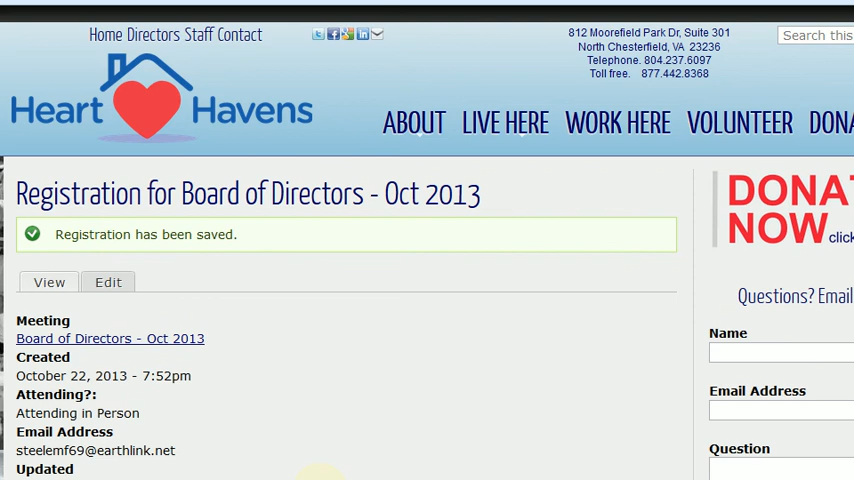 Home Directors Staff Contact
812 Moorefield Park Dr, Suite 301
North Chesterfield, VA 23236
Telephone. 804.237.6097
Toll free. 877.442.8368
Search this
Heart Havens
ABOUT LIVE HERE WORK HERE VOLUNTEER DONA
Registration for Board of Directors - Oct 2013
Registration has been saved.
View Edit
Meeting
Board of Directors - Oct 2013
Created
October 22, 2013 - 7:52pm
Attending?:
Attending in Person
Email Address
steelemf69@earthlink.net
Updated
DONAT
NOW click
Questions? Email
Name
Email Address
Question